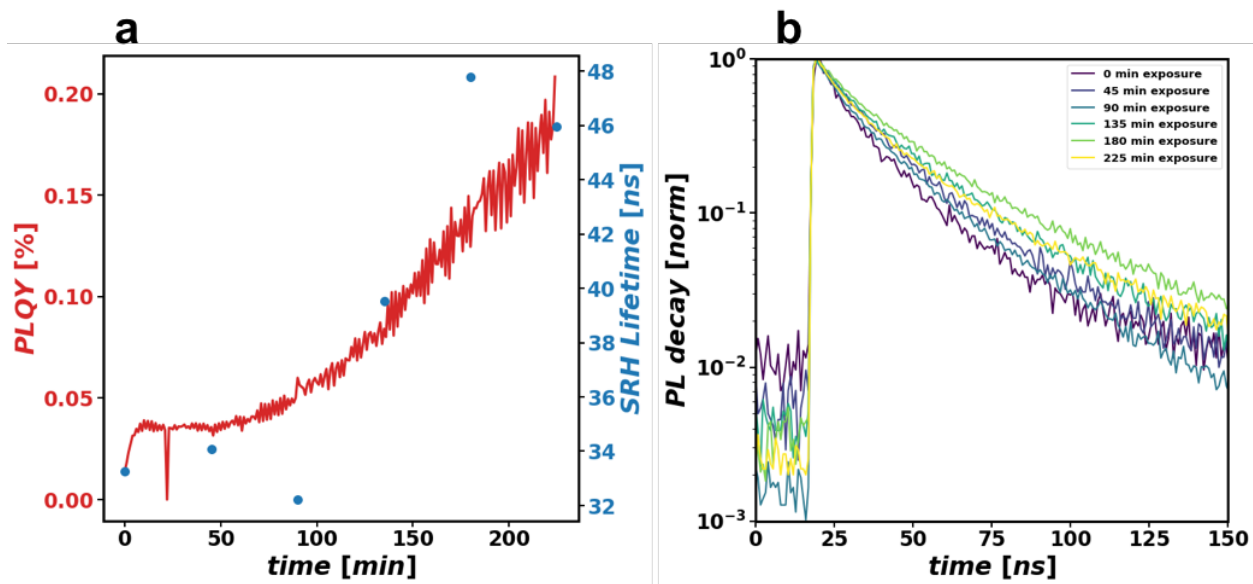 a
PLQY [%]
0.20
0.15
0.10
0.05
0.00
0
50
100
150
200
time [min]
48
46
44
42
40
38
36
34
32
SRH Lifetime [ns]
b
PL decay [norm]
10⁰
10⁻¹
10⁻²
10⁻³
0 min exposure
45 min exposure
90 min exposure
135 min exposure
180 min exposure
225 min exposure
0
25
50
75
100
125
150
time [ns]